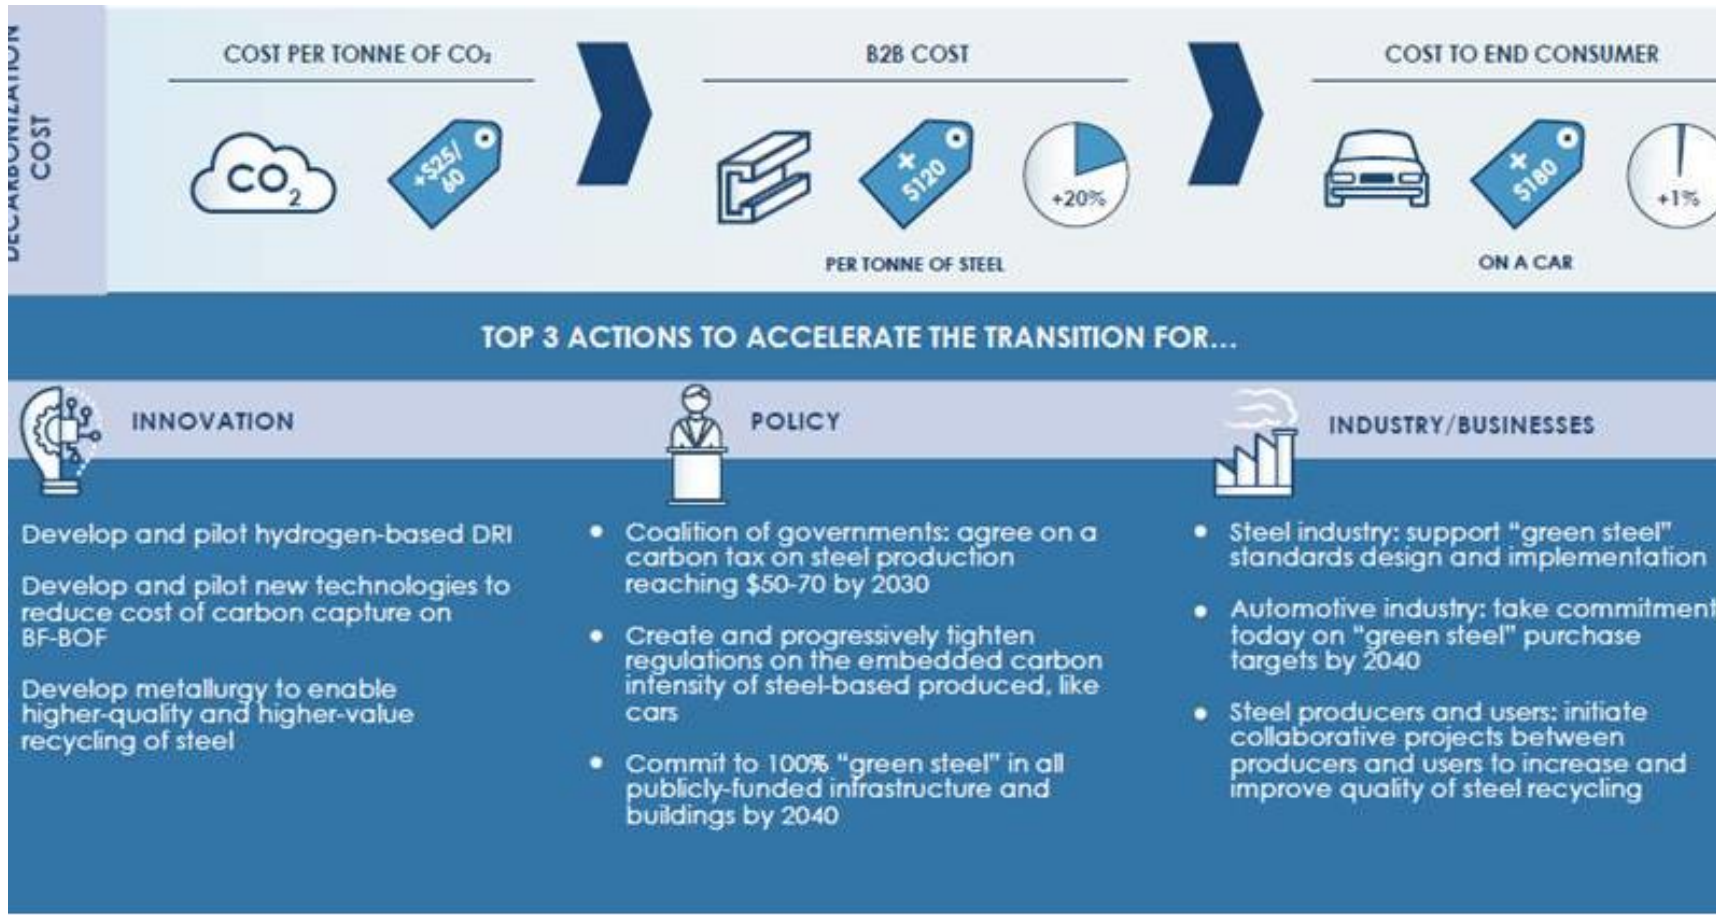 DECARBONIZATION
COST
COST PER TONNE OF CO₂
CO₂
+$25/
60
B2B COST
+
$120
+20%
PER TONNE OF STEEL
COST TO END CONSUMER
+
$180
+1%
ON A CAR
TOP 3 ACTIONS TO ACCELERATE THE TRANSITION FOR...
INNOVATION
Develop and pilot hydrogen-based DRI
Develop and pilot new technologies to
reduce cost of carbon capture on
BF-BOF
Develop metallurgy to enable
higher-quality and higher-value
recycling of steel
POLICY
• Coalition of governments: agree on a
carbon tax on steel production
reaching $50-70 by 2030
• Create and progressively tighten
regulations on the embedded carbon
intensity of steel-based produced, like
cars
• Commit to 100% “green steel” in all
publicly-funded infrastructure and
buildings by 2040
INDUSTRY/BUSINESSES
• Steel industry: support “green steel”
standards design and implementation
• Automotive industry: take commitment
today on “green steel” purchase
targets by 2040
• Steel producers and users: initiate
collaborative projects between
producers and users to increase and
improve quality of steel recycling